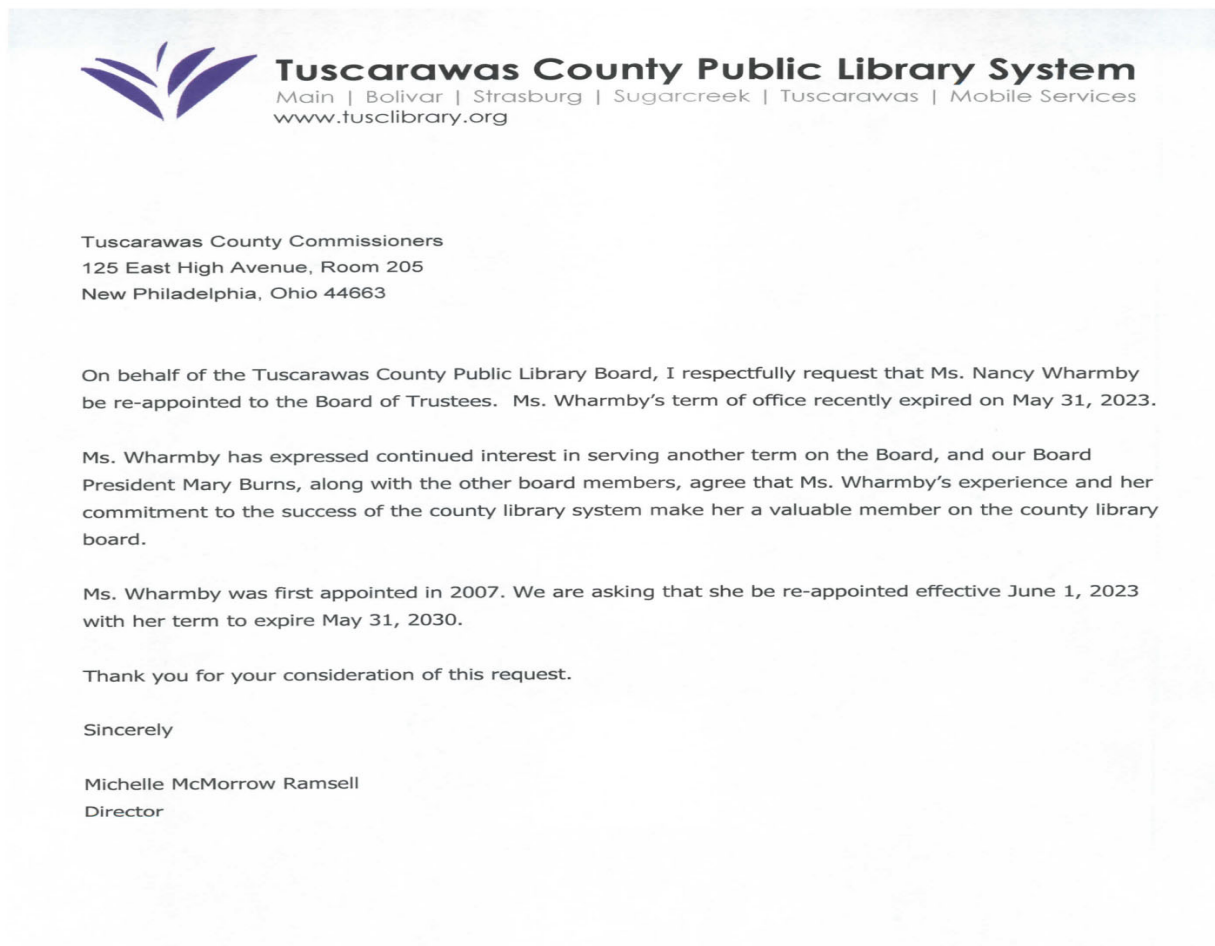 Tuscarawas County Public Library System
Main | Bolivar | Strasburg | Sugarcreek | Tuscarawas | Mobile Services
www.tusclibrary.org
Tuscarawas County Commissioners
125 East High Avenue, Room 205
New Philadelphia, Ohio 44663
On behalf of the Tuscarawas County Public Library Board, I respectfully request that Ms. Nancy Wharmby
be re-appointed to the Board of Trustees.  Ms. Wharmby’s term of office recently expired on May 31, 2023.
Ms. Wharmby has expressed continued interest in serving another term on the Board, and our Board
President Mary Burns, along with the other board members, agree that Ms. Wharmby’s experience and her
commitment to the success of the county library system make her a valuable member on the county library
board.
Ms. Wharmby was first appointed in 2007. We are asking that she be re-appointed effective June 1, 2023
with her term to expire May 31, 2030.
Thank you for your consideration of this request.
Sincerely
Michelle McMorrow Ramsell
Director